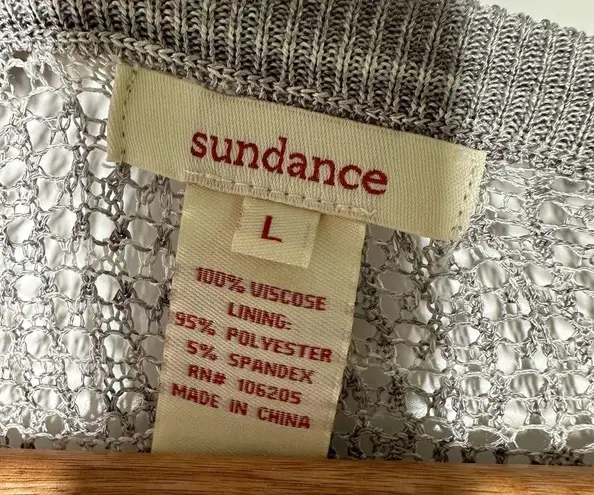 sundance
L
100% VISCOSE
LINING:
95% POLYESTER
5% SPANDEX
RN# 106205
MADE IN CHINA